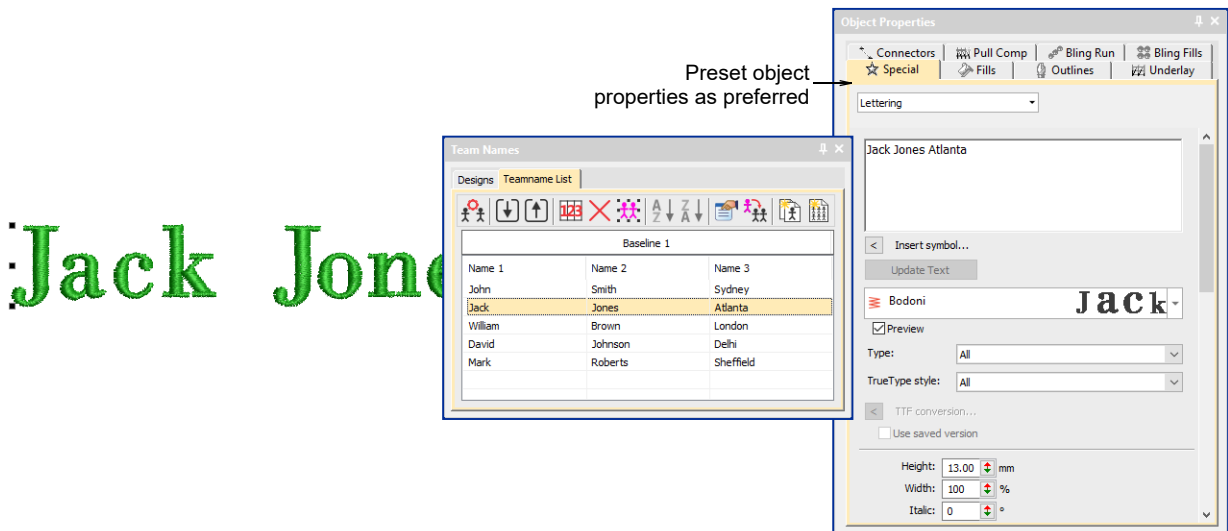 Preset object
properties as preferred
Jack Jone
Team Names
Designs Teamname List
123
A Z Z A
Baseline 1
Name 1 Name 2 Name 3
John Smith Sydney
Jack Jones Atlanta
William Brown London
David Johnson Delhi
Mark Roberts Sheffield
Object Properties
Connectors Pull Comp Bling Run Bling Fills
Special Fills Outlines Underlay
Lettering
Jack Jones Atlanta
< Insert symbol...
Update Text
Bodoni Jack
Preview
Type: All
TrueType style: All
< TTF conversion...
Use saved version
Height: 13.00 mm
Width: 100 %
Italic: 0 °